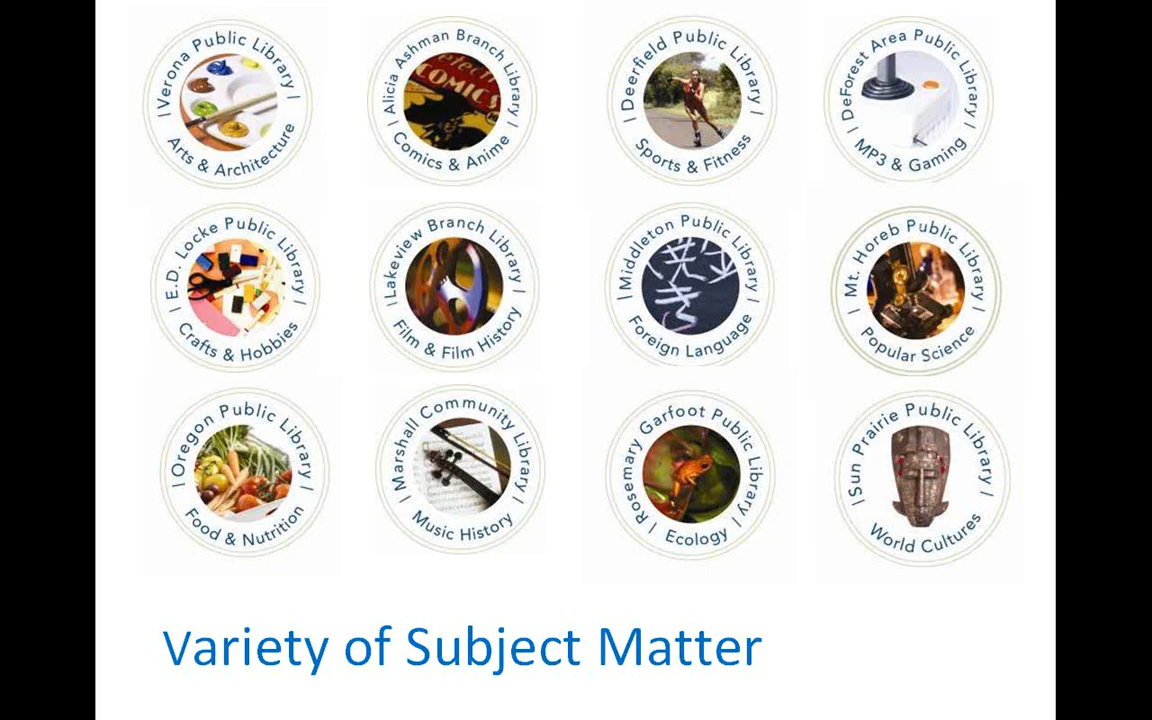 | Verona Public Library |
Arts & Architecture
| Alicia Ashman Branch Library |
Comics & Anime
COMICS
| Deerfield Public Library |
Sports & Fitness
| DeForest Area Public Library |
MP3 & Gaming
| E.D. Locke Public Library |
Crafts & Hobbies
| Lakeview Branch Library |
Film & Film History
| Middleton Public Library |
Foreign Language
| Mt. Horeb Public Library |
Popular Science
| Oregon Public Library |
Food & Nutrition
| Marshall Community Library |
Music History
| Rosemary Garfoot Public Library |
Ecology
| Sun Prairie Public Library |
World Cultures
Variety of Subject Matter